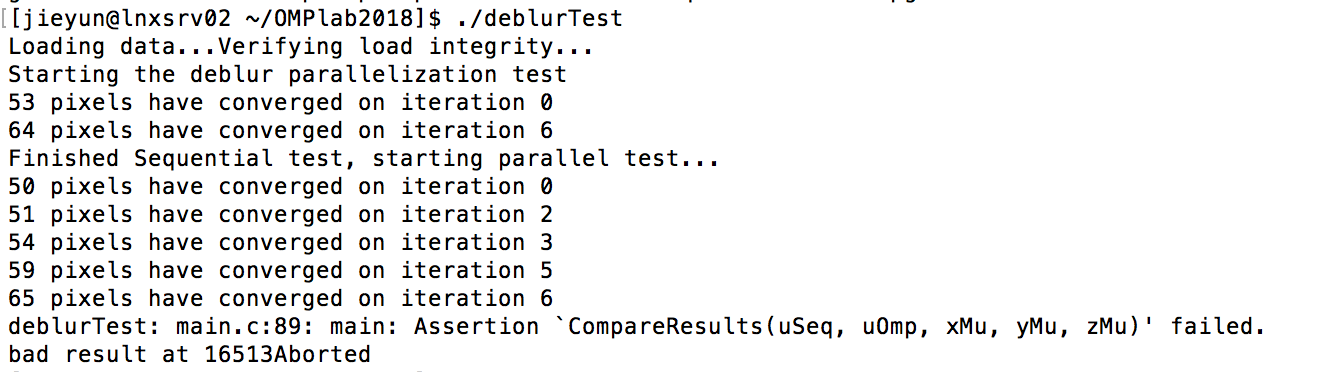 [[jieyun@lnxsrv02 ~/OMPlab2018]$ ./deblurTest
Loading data...Verifying load integrity...
Starting the deblur parallelization test
53 pixels have converged on iteration 0
64 pixels have converged on iteration 6
Finished Sequential test, starting parallel test...
50 pixels have converged on iteration 0
51 pixels have converged on iteration 2
54 pixels have converged on iteration 3
59 pixels have converged on iteration 5
65 pixels have converged on iteration 6
deblurTest: main.c:89: main: Assertion `CompareResults(uSeq, uOmp, xMu, yMu, zMu)' failed.
bad result at 16513Aborted